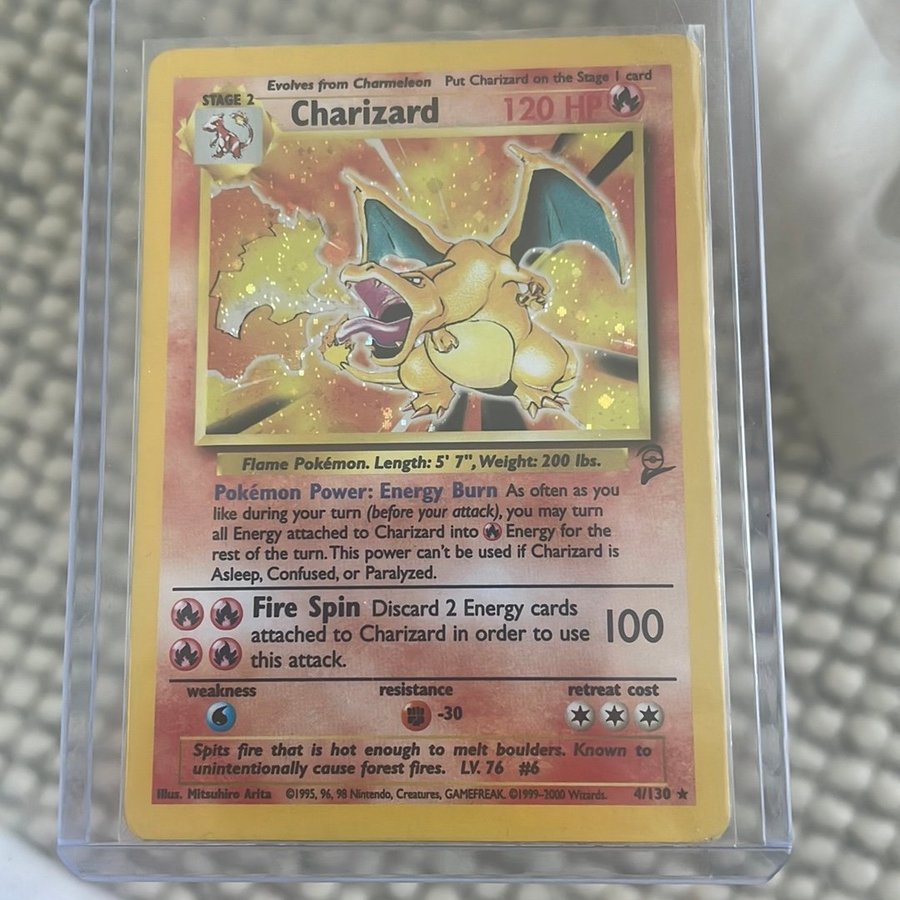 Evolves from Charmeleon Put Charizard on the Stage 1 card
STAGE 2
Charizard 120 HP
Flame Pokémon. Length: 5' 7", Weight: 200 lbs.
Pokémon Power: Energy Burn As often as you
like during your turn (before your attack), you may turn
all Energy attached to Charizard into Energy for the
rest of the turn. This power can't be used if Charizard is
Asleep, Confused, or Paralyzed.
Fire Spin Discard 2 Energy cards
attached to Charizard in order to use 100
this attack.
weakness resistance retreat cost
-30
Spits fire that is hot enough to melt boulders. Known to
unintentionally cause forest fires. LV. 76 #6
Illus. Mitsuhiro Arita ©1995, 96, 98 Nintendo, Creatures, GAMEFREAK. ©1999-2000 Wizards. 4/130 ★